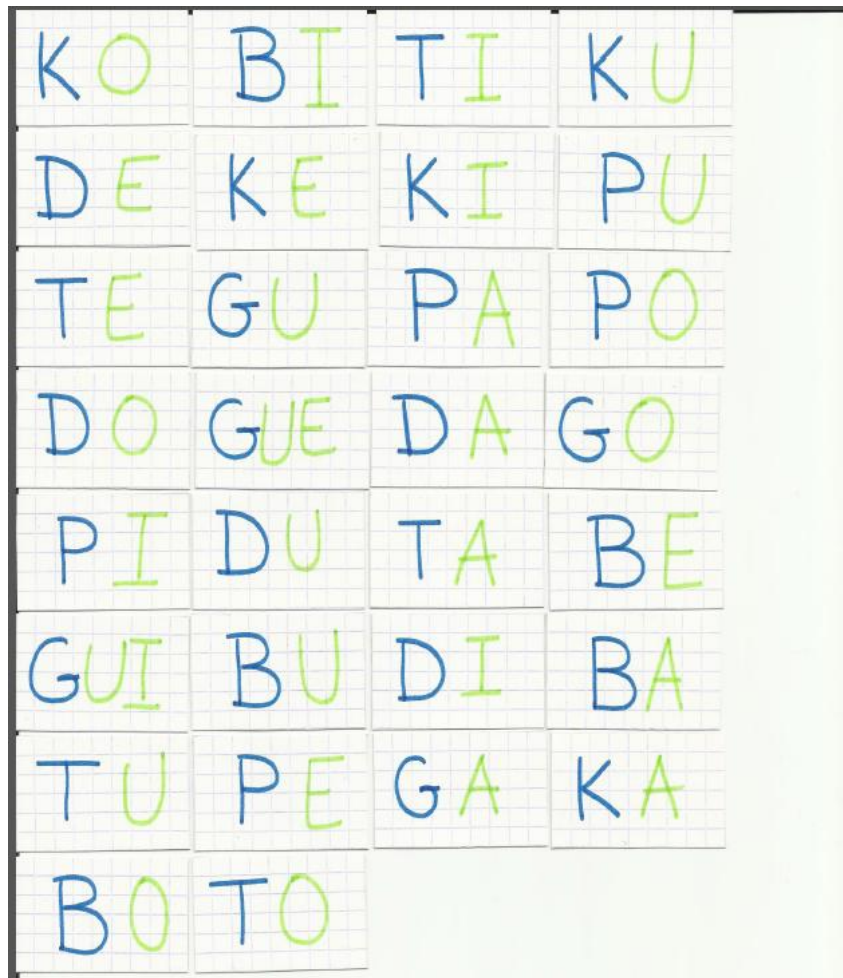 KO BI TI KU
DE KE KI PU
TE GU PA PO
DO GUE DA GO
PI DU TA BE
GUI BU DI BA
TU PE GA KA
BO TO